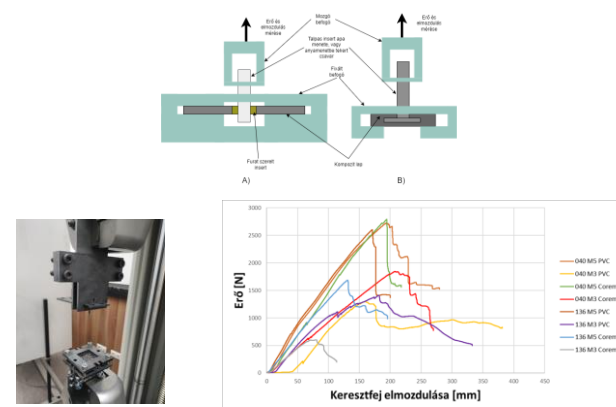 Erő és
elmozdulás
mérése
Mozgó
befogó
Talpas insert apa
menete, vagy
anyamenetbe tekert
csavar
Fixált
befogó
Erő és
elmozdulás
mérése
Furat szerelt
insert
Kompozit lap
A)
B)
3000
2500
2000
1500
1000
500
0
Erő [N]
0 50 100 150 200 250 300 350 400 450
Keresztfej elmozdulása [mm]
040 M5 PVC
040 M3 PVC
040 M5 Corem
040 M3 Corem
136 M5 PVC
136 M3 PVC
136 M5 Corem
136 M3 Corem